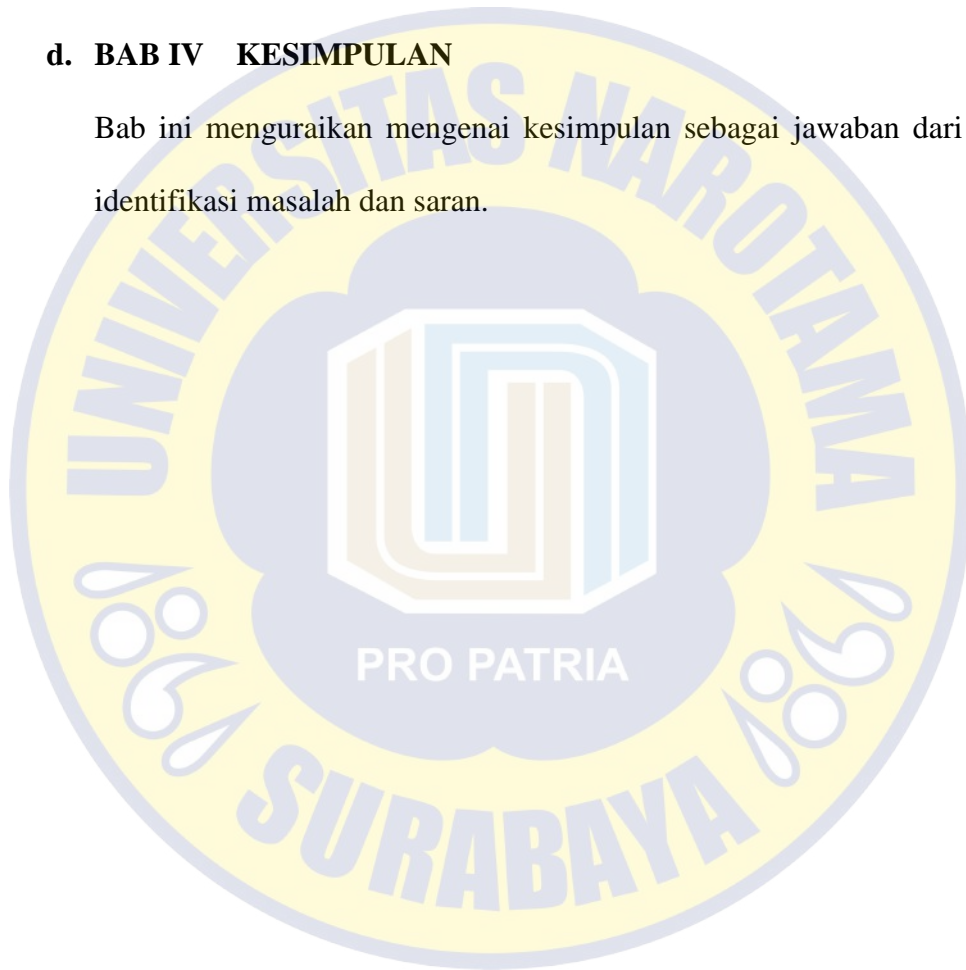 d. BAB IV KESIMPULAN
Bab ini menguraikan mengenai kesimpulan sebagai jawaban dari
identifikasi masalah dan saran.
UNIVERSITAS NAROTAMA
PRO PATRIA
SURABAYA